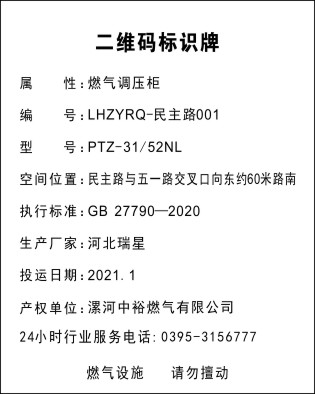 二维码标识牌
属　　性:燃气调压柜
编　　号:LHZYRQ-民主路001
型　　号:PTZ-31/52NL
空间位置:民主路与五一路交叉口向东约60米路南
执行标准:GB 27790—2020
生产厂家:河北瑞星
投运日期:2021.1
产权单位:漯河中裕燃气有限公司
24小时行业服务电话:0395-3156777
燃气设施　请勿擅动